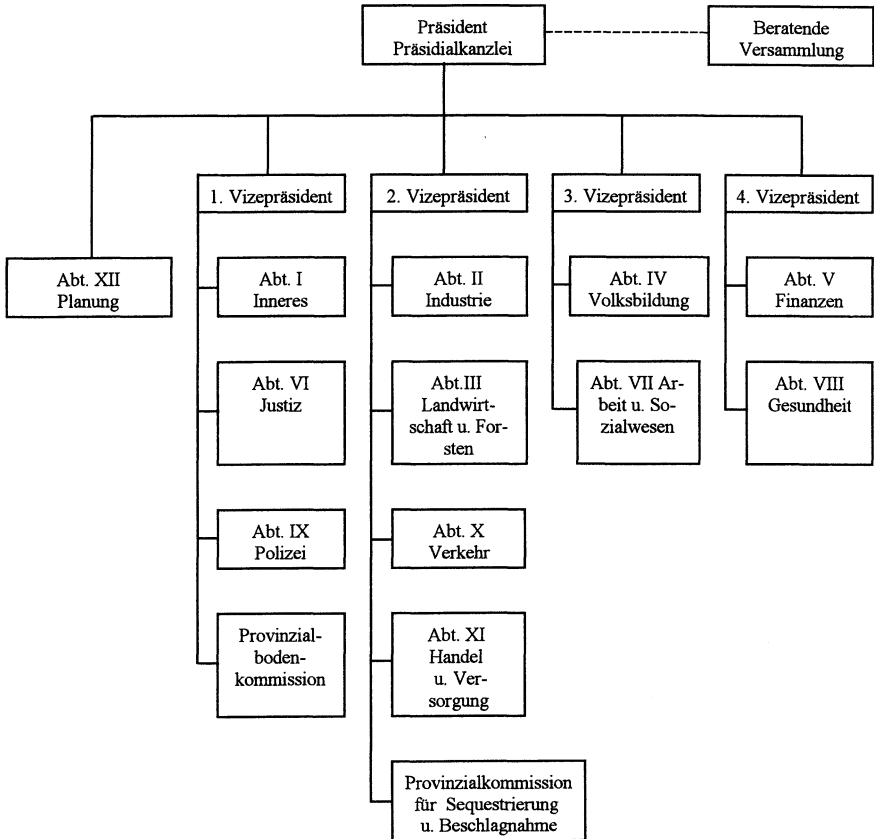 Präsident
Präsidialkanzlei
Beratende
Versammlung
1. Vizepräsident
2. Vizepräsident
3. Vizepräsident
4. Vizepräsident
Abt. XII
Planung
Abt. I
Inneres
Abt. II
Industrie
Abt. IV
Volksbildung
Abt. V
Finanzen
Abt. VI
Justiz
Abt.III
Landwirt-
schaft u. For-
sten
Abt. VII Ar-
beit u. So-
zialwesen
Abt. VIII
Gesundheit
Abt. IX
Polizei
Abt. X
Verkehr
Provinzial-
boden-
kommission
Abt. XI
Handel
u. Ver-
sorgung
Provinzialkommission
für Sequestrierung
u. Beschlagnahme